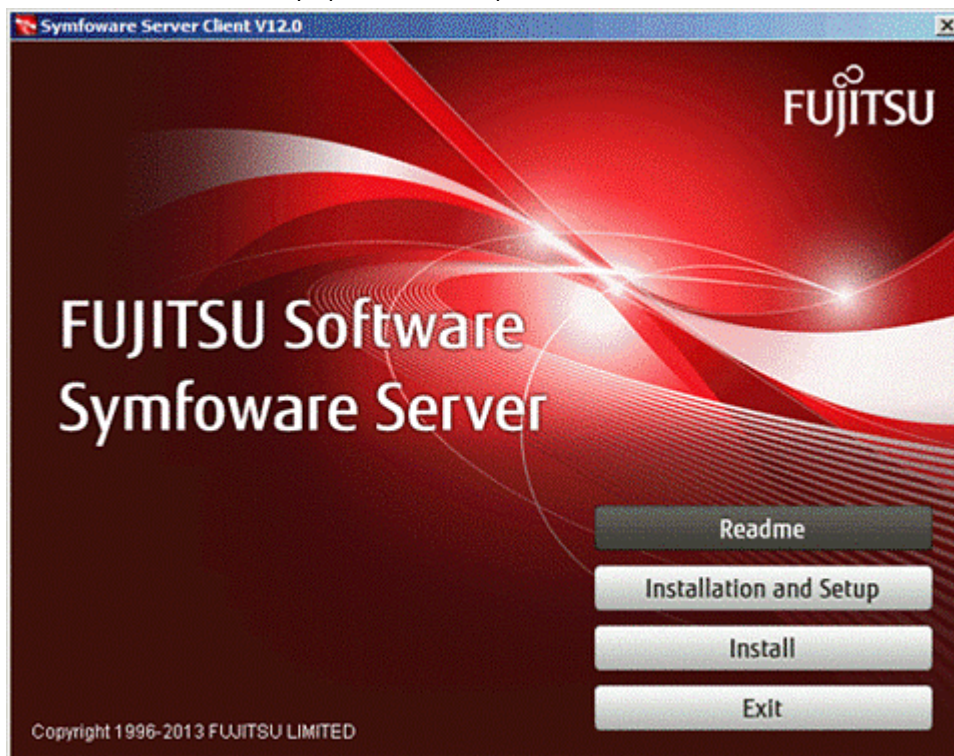 Symfoware Server Client V12.0
FUJITSU
FUJITSU Software
Symfoware Server
Readme
Installation and Setup
Install
Exit
Copyright 1996-2013 FUJITSU LIMITED